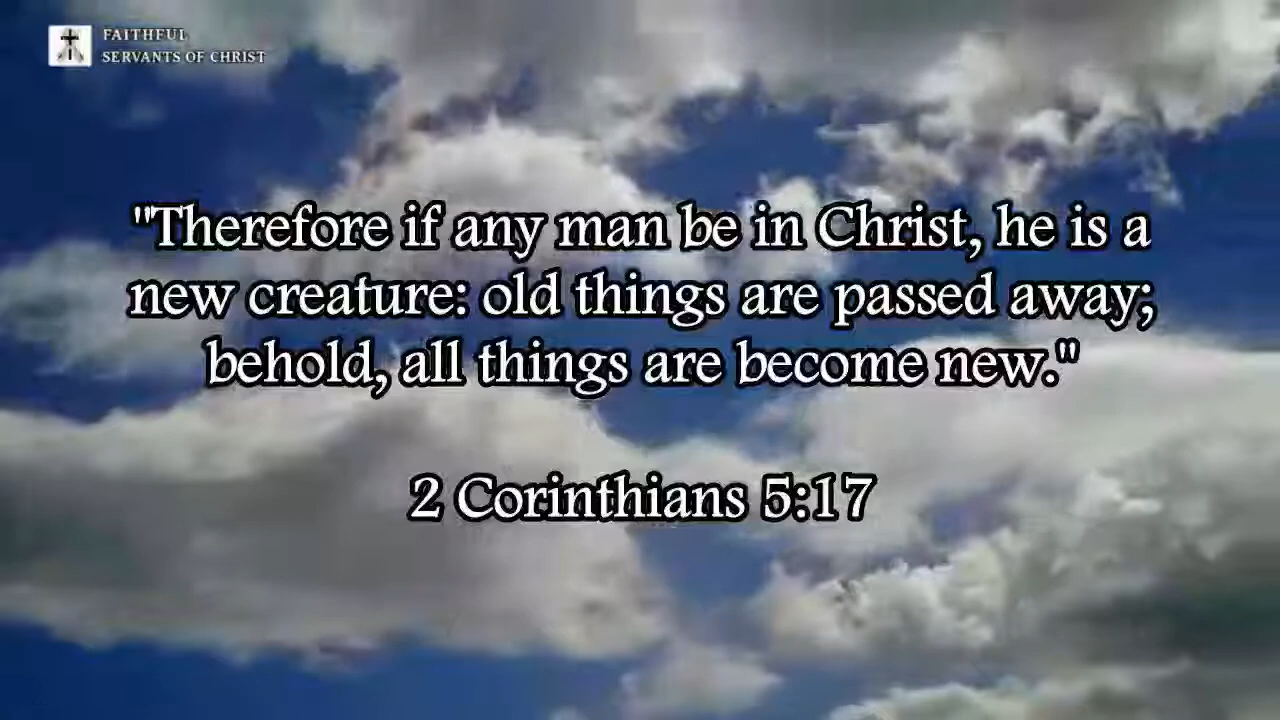 FAITHFUL
SERVANTS OF CHRIST
"Therefore if any man be in Christ, he is a
new creature: old things are passed away;
behold, all things are become new."
2 Corinthians 5:17